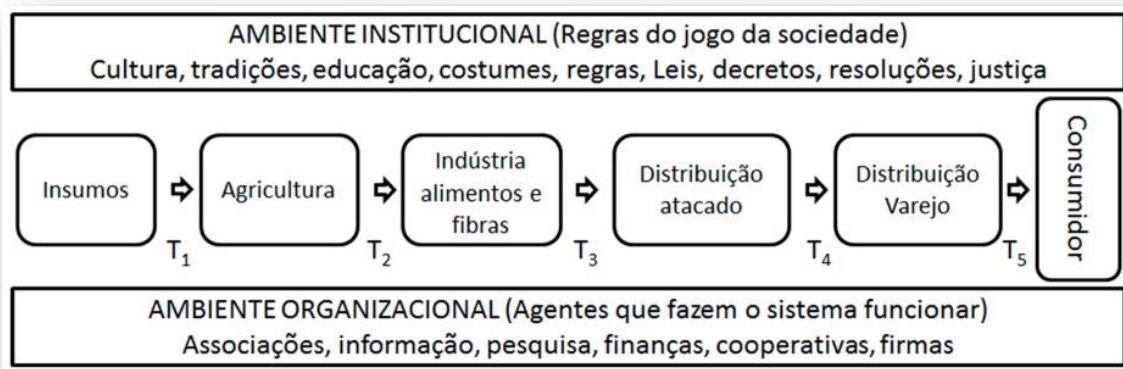 AMBIENTE INSTITUCIONAL (Regras do jogo da sociedade)
Cultura, tradições, educação, costumes, regras, Leis, decretos, resoluções, justiça
Insumos
T1
Agricultura
T2
Indústria
alimentos e
fibras
T3
Distribuição
atacado
T4
Distribuição
Varejo
T5
Consumidor
AMBIENTE ORGANIZACIONAL (Agentes que fazem o sistema funcionar)
Associações, informação, pesquisa, finanças, cooperativas, firmas